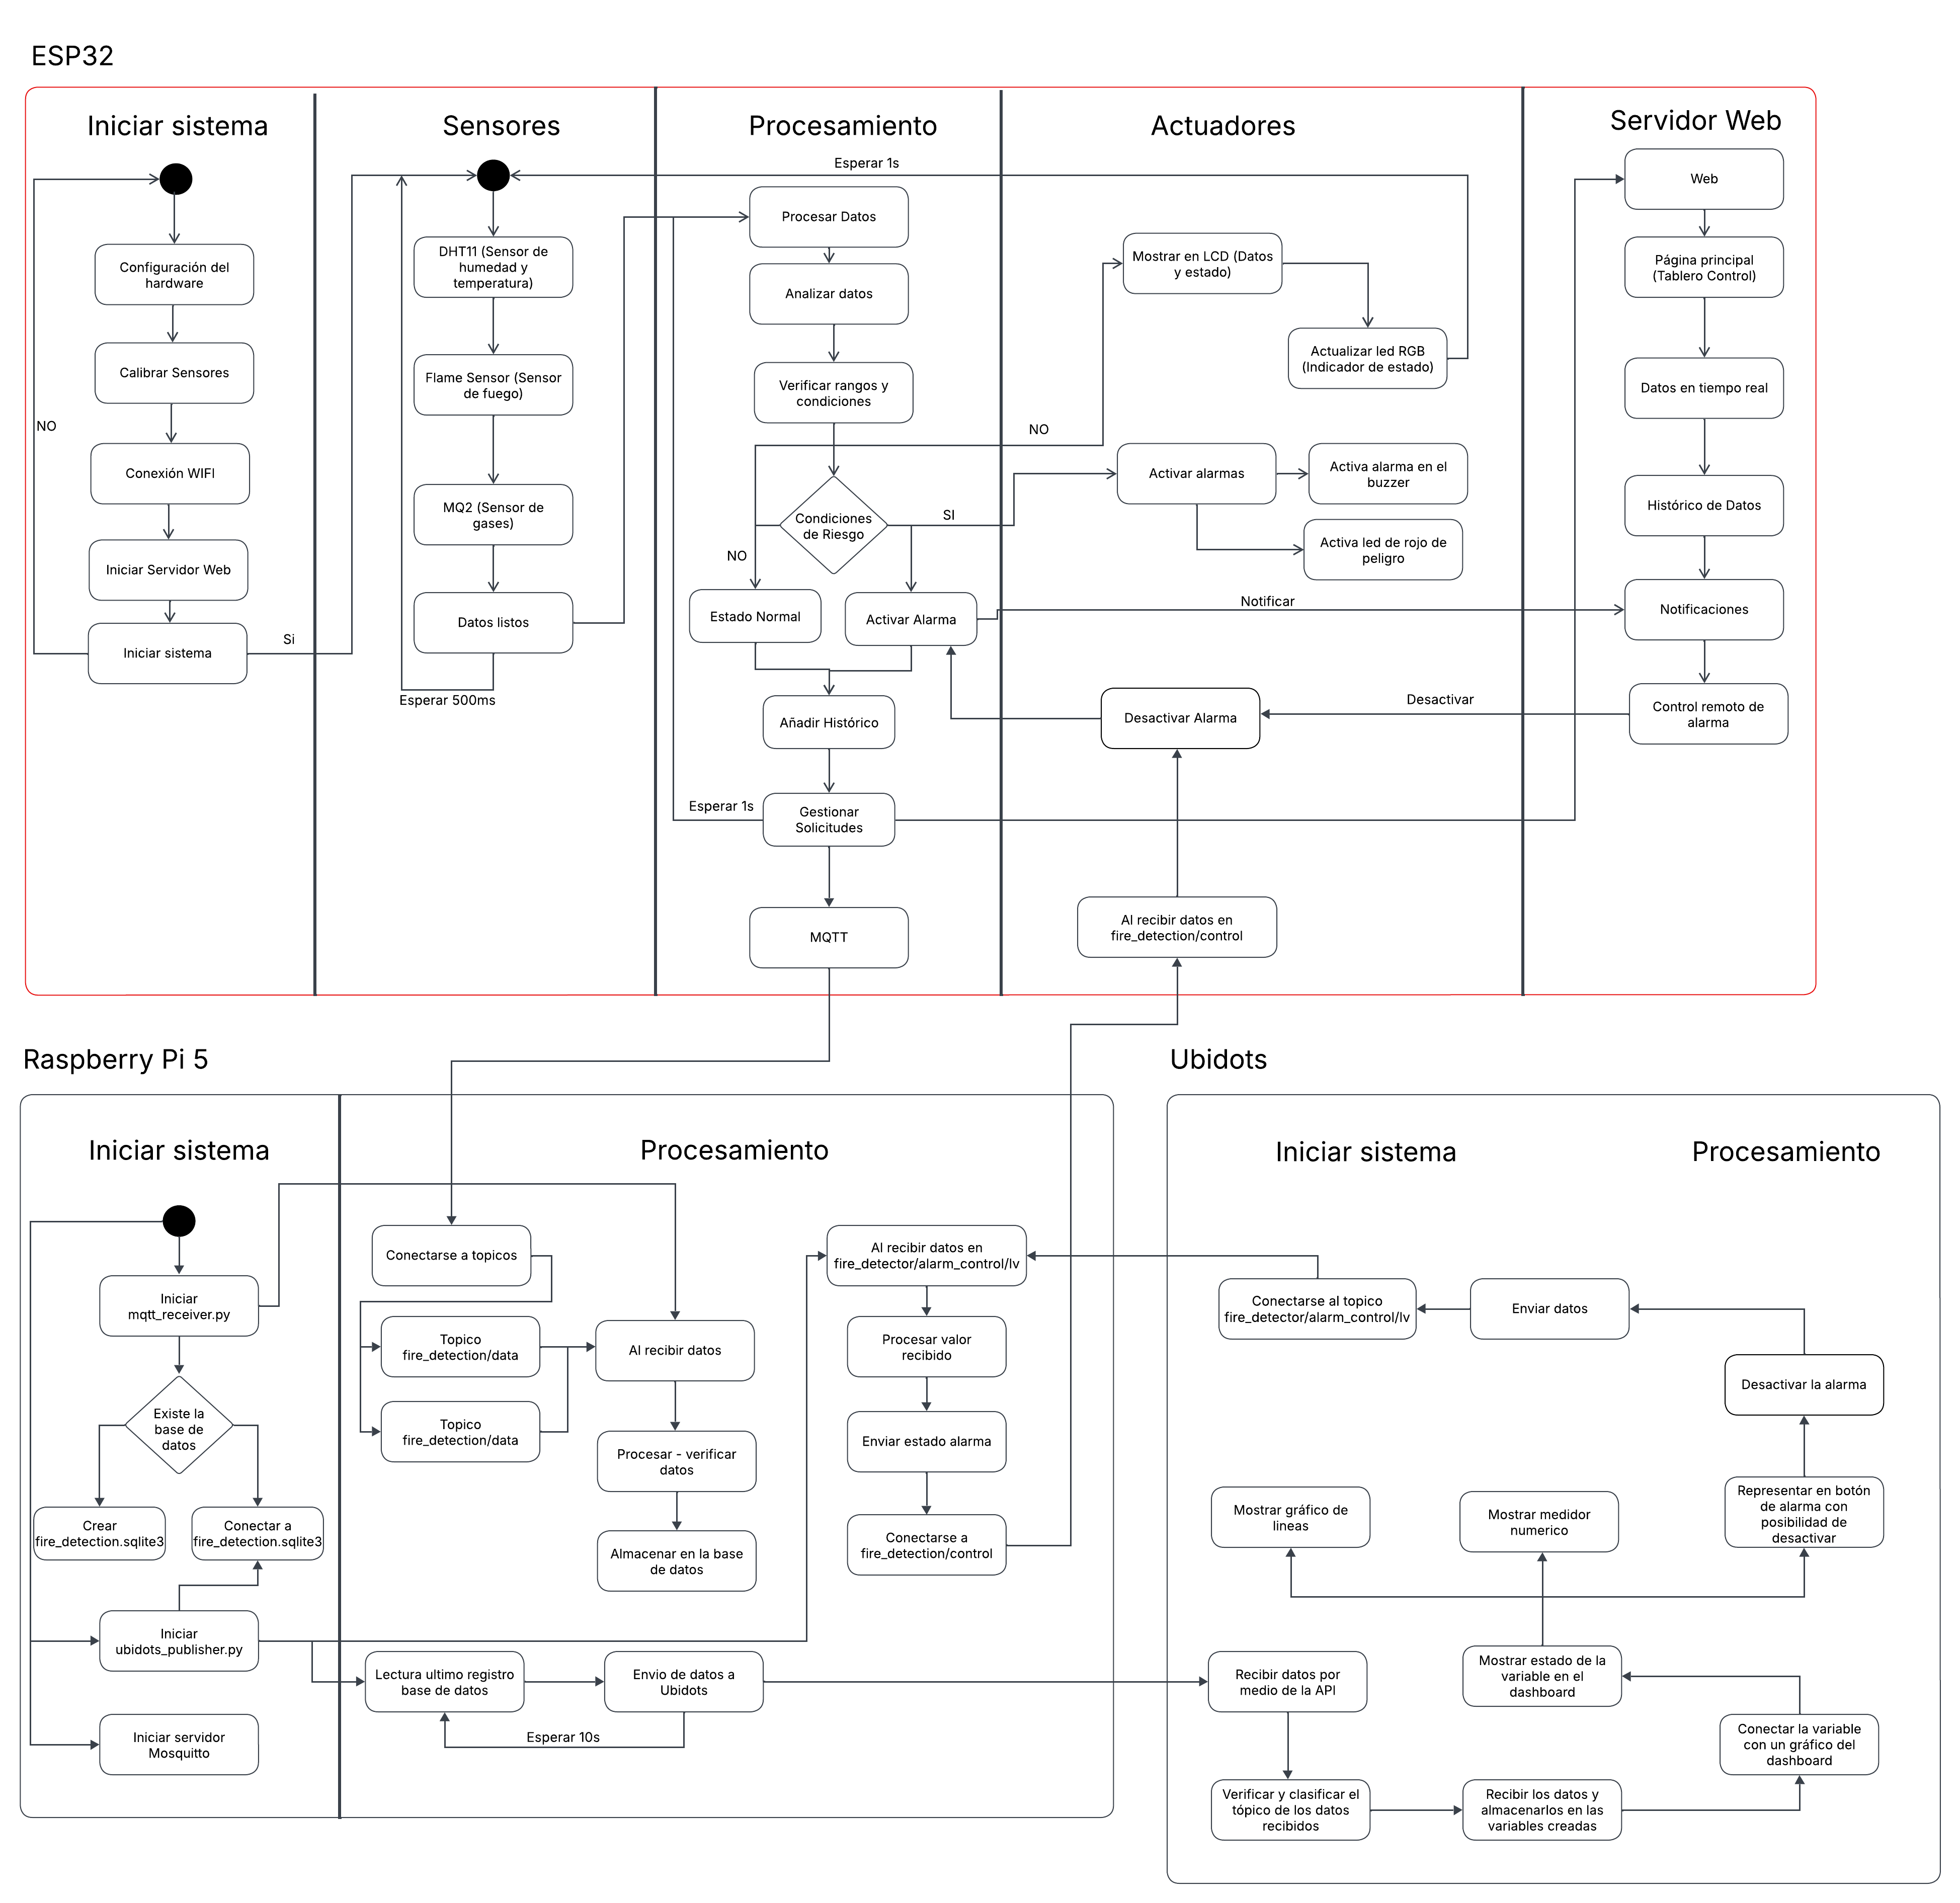 ESP32
Iniciar sistema
NO
Configuración del
hardware
Calibrar Sensores
Conexión WIFI
Iniciar Servidor Web
Iniciar sistema
Si
Sensores
DHT11 (Sensor de
humedad y
temperatura)
Flame Sensor (Sensor
de fuego)
MQ2 (Sensor de
gases)
Datos listos
Esperar 500ms
Procesamiento
Esperar 1s
Procesar Datos
Analizar datos
Verificar rangos y
condiciones
NO
Condiciones
de Riesgo
SI
NO
Estado Normal
Activar Alarma
Añadir Histórico
Esperar 1s
Gestionar
Solicitudes
MQTT
Actuadores
Mostrar en LCD (Datos
y estado)
Actualizar led RGB
(Indicador de estado)
Activar alarmas
Activa alarma en el
buzzer
Activa led de rojo de
peligro
Notificar
Desactivar Alarma
Desactivar
Al recibir datos en
fire_detection/control
Servidor Web
Web
Página principal
(Tablero Control)
Datos en tiempo real
Histórico de Datos
Notificaciones
Control remoto de
alarma
Raspberry Pi 5
Iniciar sistema
Iniciar
mqtt_receiver.py
Existe la
base de
datos
Crear
fire_detection.sqlite3
Conectar a
fire_detection.sqlite3
Iniciar
ubidots_publisher.py
Iniciar servidor
Mosquitto
Procesamiento
Conectarse a topicos
Topico
fire_detection/data
Topico
fire_detection/data
Al recibir datos
Procesar - verificar
datos
Almacenar en la base
de datos
Al recibir datos en
fire_detector/alarm_control/lv
Procesar valor
recibido
Enviar estado alarma
Conectarse a
fire_detection/control
Lectura ultimo registro
base de datos
Envio de datos a
Ubidots
Esperar 10s
Ubidots
Iniciar sistema
Procesamiento
Conectarse al topico
fire_detector/alarm_control/lv
Enviar datos
Desactivar la alarma
Mostrar gráfico de
lineas
Mostrar medidor
numerico
Representar en botón
de alarma con
posibilidad de
desactivar
Recibir datos por
medio de la API
Mostrar estado de la
variable en el
dashboard
Conectar la variable
con un gráfico del
dashboard
Verificar y clasificar el
tópico de los datos
recibidos
Recibir los datos y
almacenarlos en las
variables creadas